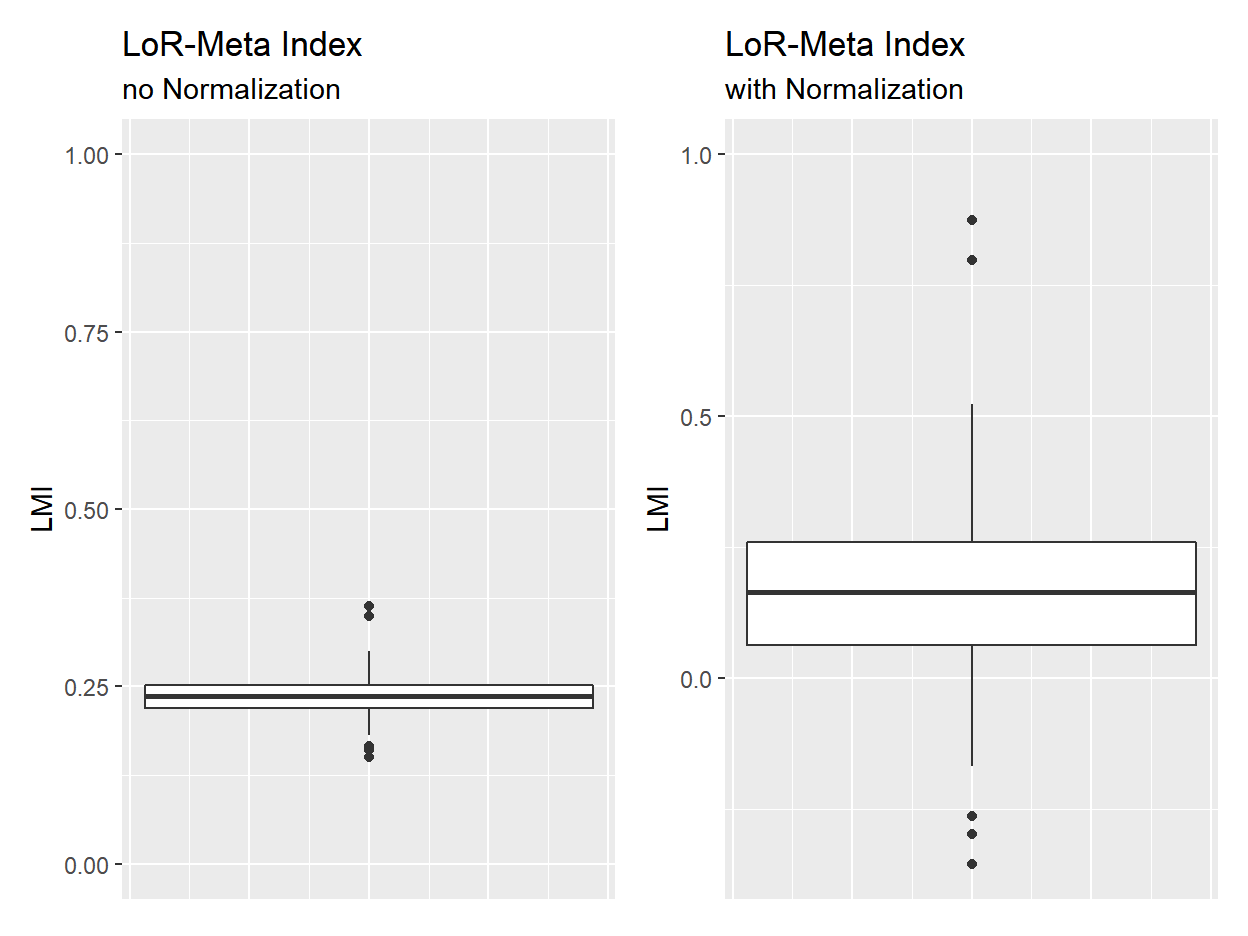 LoR-Meta Index
no Normalization
1.00
0.75
0.50
0.25
0.00
LMI
LoR-Meta Index
with Normalization
1.0
0.5
0.0
LMI